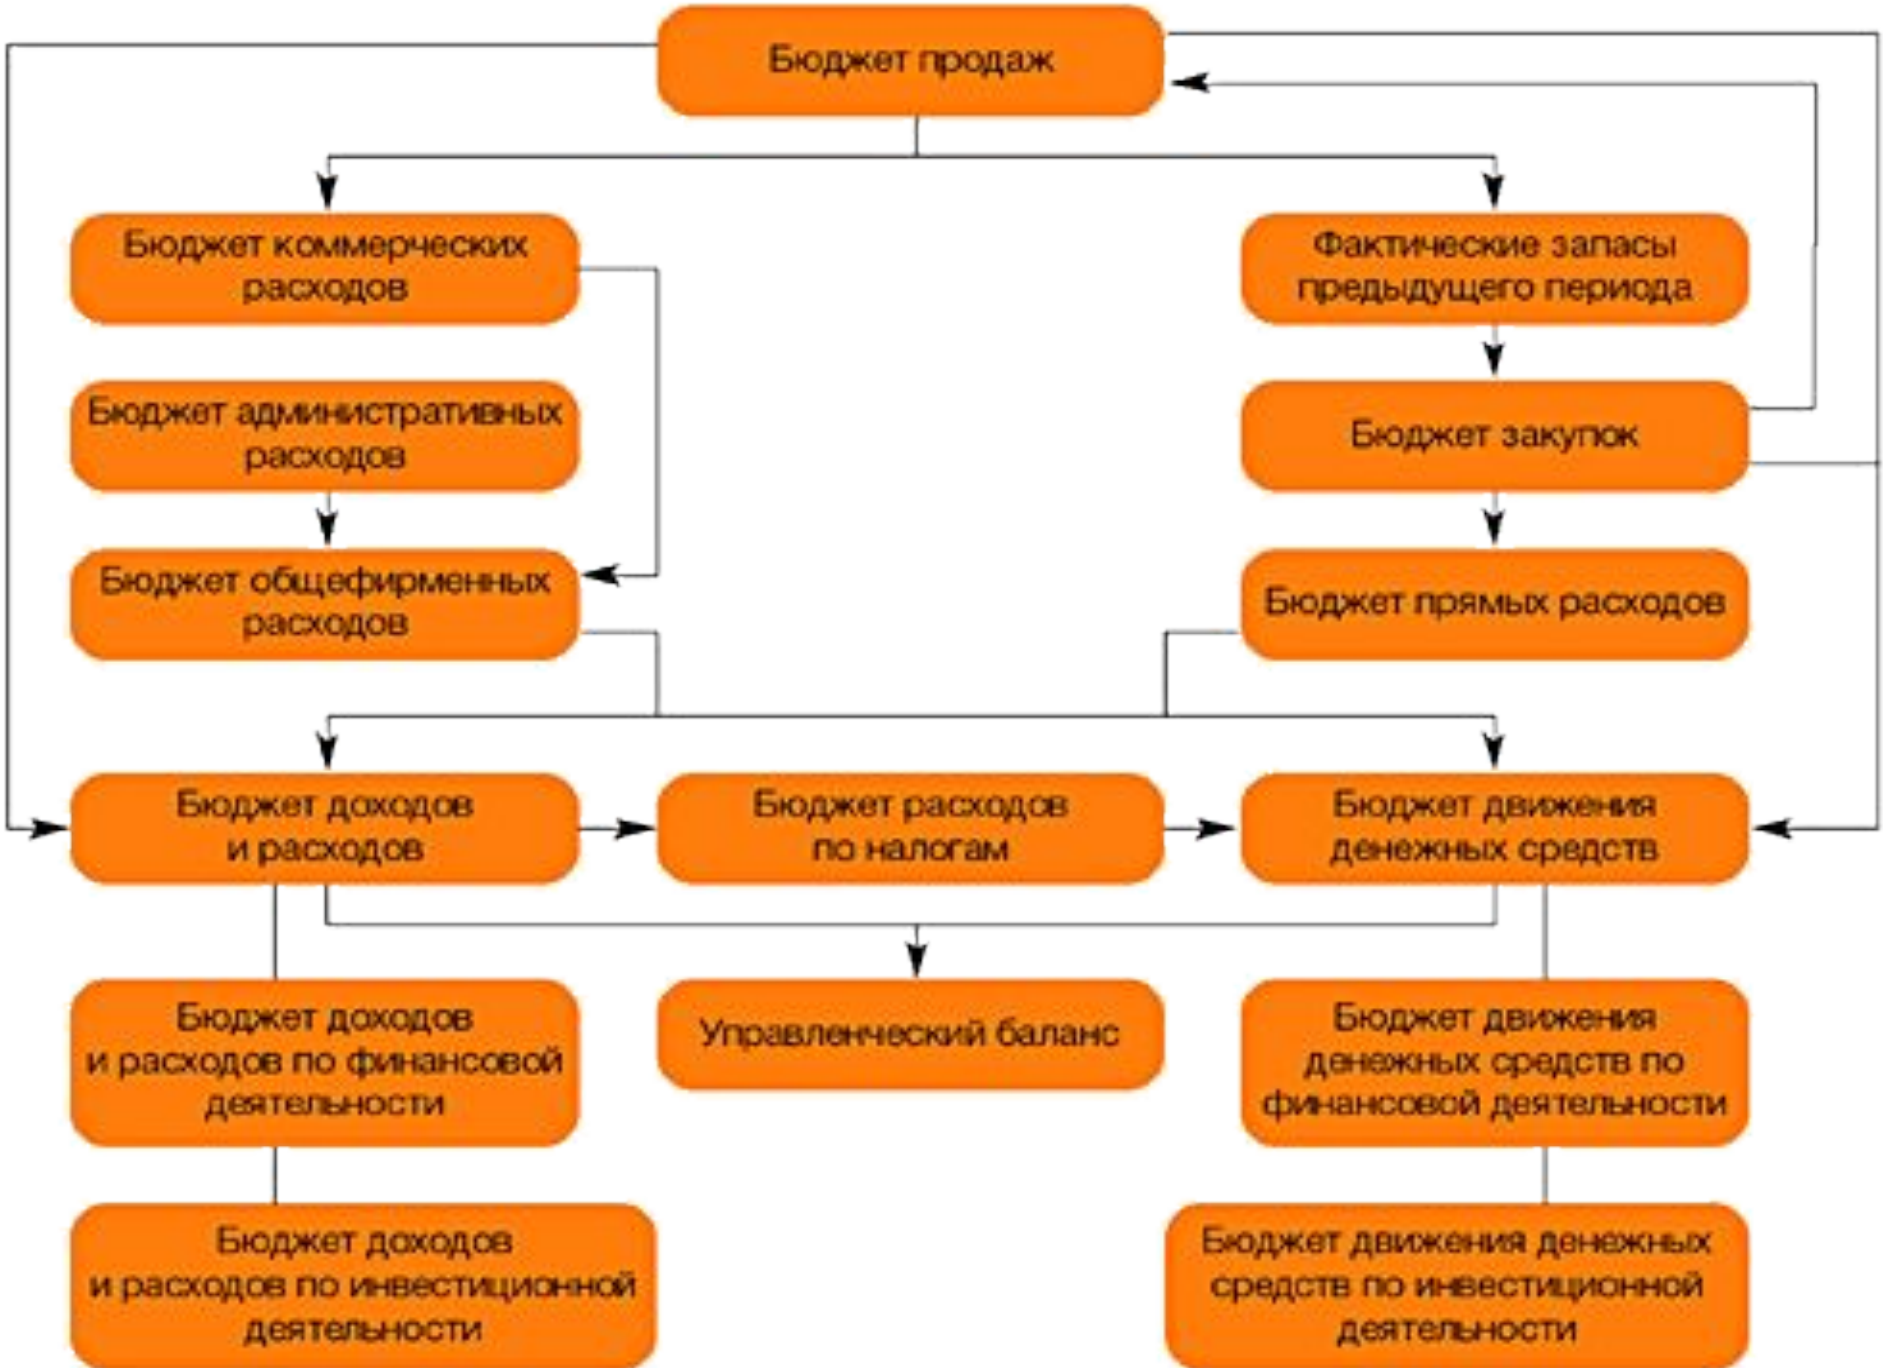 Бюджет продаж
Бюджет коммерческих
расходов
Фактические запасы
предыдущего периода
Бюджет административных
расходов
Бюджет закупок
Бюджет общефирменных
расходов
Бюджет прямых расходов
Бюджет доходов
и расходов
Бюджет расходов
по налогам
Бюджет движения
денежных средств
Бюджет доходов
и расходов по финансовой
деятельности
Управленческий баланс
Бюджет движения
денежных средств по
финансовой деятельности
Бюджет доходов
и расходов по инвестиционной
деятельности
Бюджет движения денежных
средств по инвестиционной
деятельности